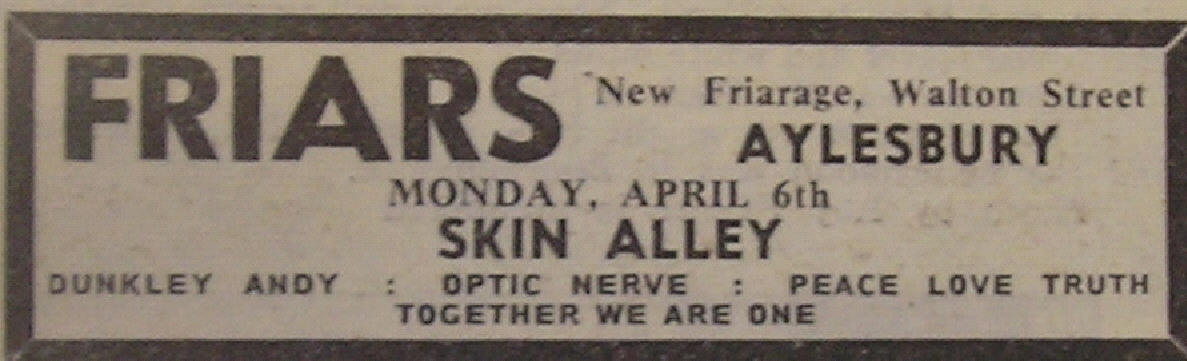 FRIARS New Friarage, Walton Street
AYLESBURY
MONDAY, APRIL 6th
SKIN ALLEY
DUNKLEY ANDY : OPTIC NERVE : PEACE LOVE TRUTH
TOGETHER WE ARE ONE